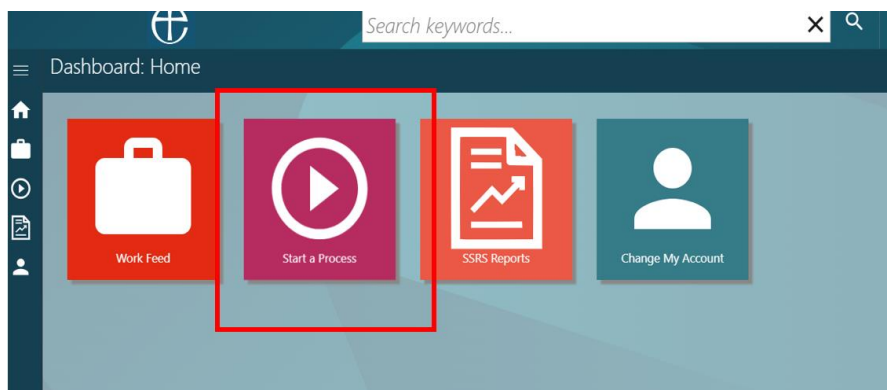 Search keywords...
Dashboard: Home
Work Feed
Start a Process
SSRS Reports
Change My Account